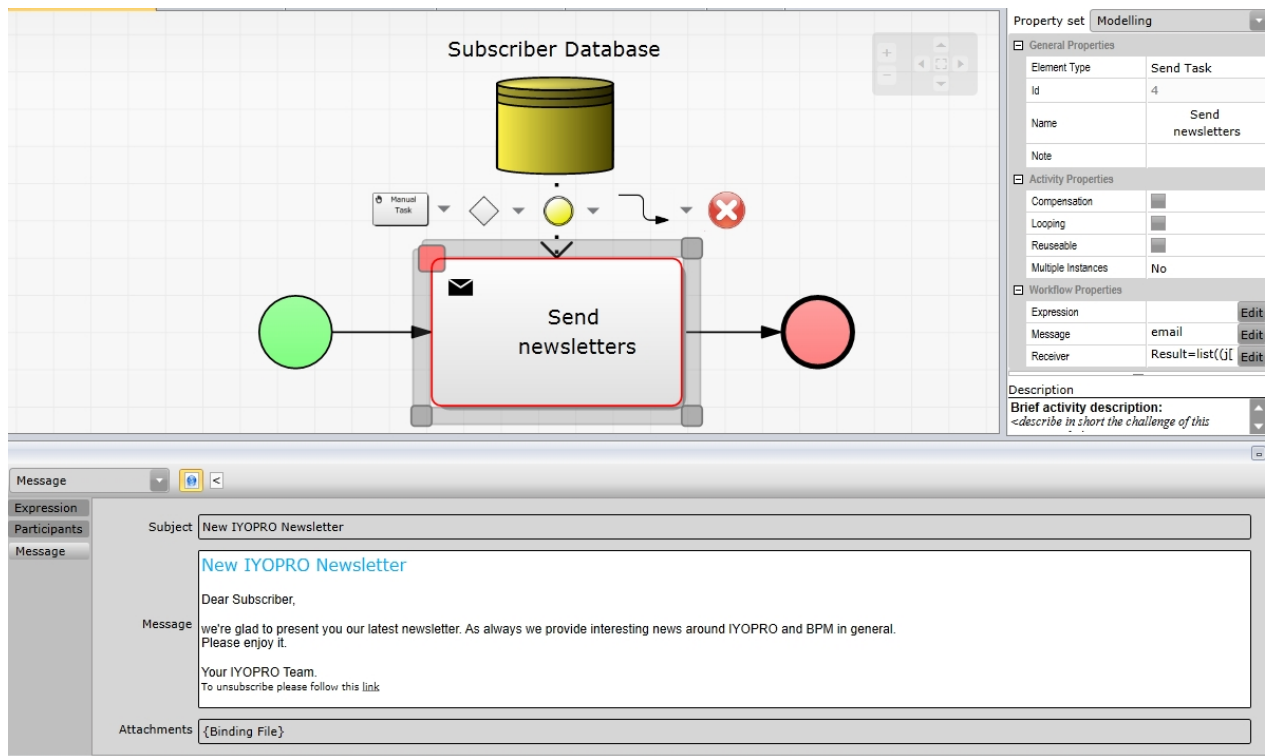 Subscriber Database
Manual
Task
Send
newsletters
Property set Modelling
General Properties
Element Type Send Task
Id 4
Name Send
newsletters
Note
Activity Properties
Compensation
Looping
Reuseable
Multiple Instances No
Workflow Properties
Expression Edit
Message email Edit
Receiver Result=list((j[ Edit
Description
Brief activity description:
<describe in short the challenge of this
Message <
Expression
Participants
Message
Subject New IYOPRO Newsletter
Message
New IYOPRO Newsletter
Dear Subscriber,
we're glad to present you our latest newsletter. As always we provide interesting news around IYOPRO and BPM in general.
Please enjoy it.
Your IYOPRO Team.
To unsubscribe please follow this link
Attachments {Binding File}